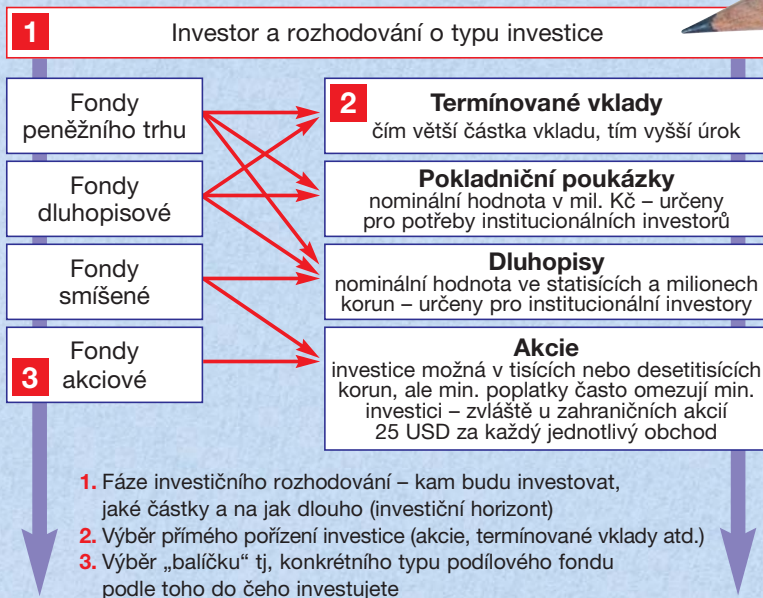 1 Investor a rozhodování o typu investice
Fondy
peněžního trhu
Fondy
dluhopisové
Fondy
smíšené
3 Fondy
akciové
2 Termínované vklady
čím větší částka vkladu, tím vyšší úrok
Pokladniční poukázky
nominální hodnota v mil. Kč – určeny
pro potřeby institucionálních investorů
Dluhopisy
nominální hodnota ve statisících a milionech
korun – určeny pro institucionální investory
Akcie
investice možná v tisících nebo desetitisících
korun, ale min. poplatky často omezují min.
investici – zvláště u zahraničních akcií
25 USD za každý jednotlivý obchod
1. Fáze investičního rozhodování – kam budu investovat,
jaké částky a na jak dlouho (investiční horizont)
2. Výběr přímého pořízení investice (akcie, termínované vklady atd.)
3. Výběr „balíčku“ tj, konkrétního typu podílového fondu
podle toho do čeho investujete